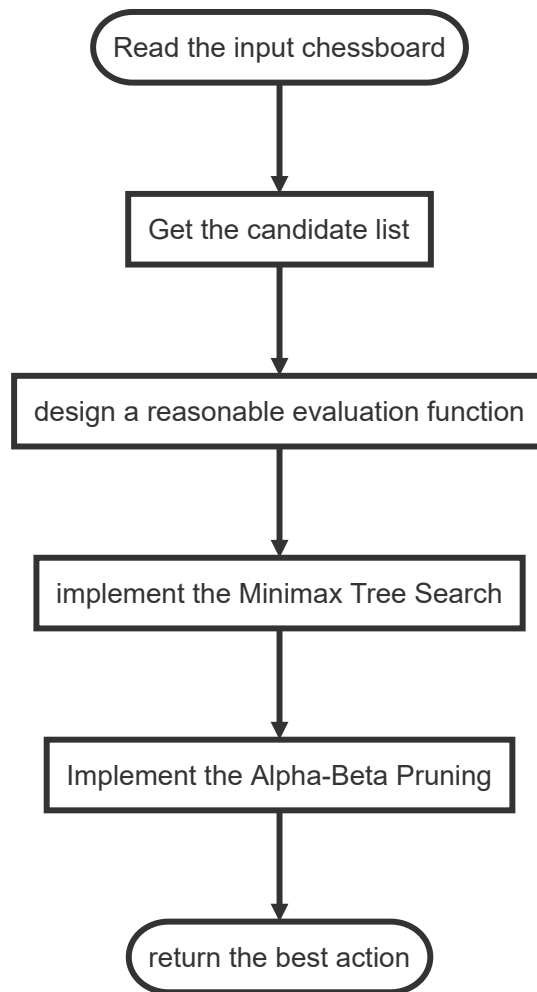 Read the input chessboard
Get the candidate list
design a reasonable evaluation function
implement the Minimax Tree Search
Implement the Alpha-Beta Pruning
return the best action